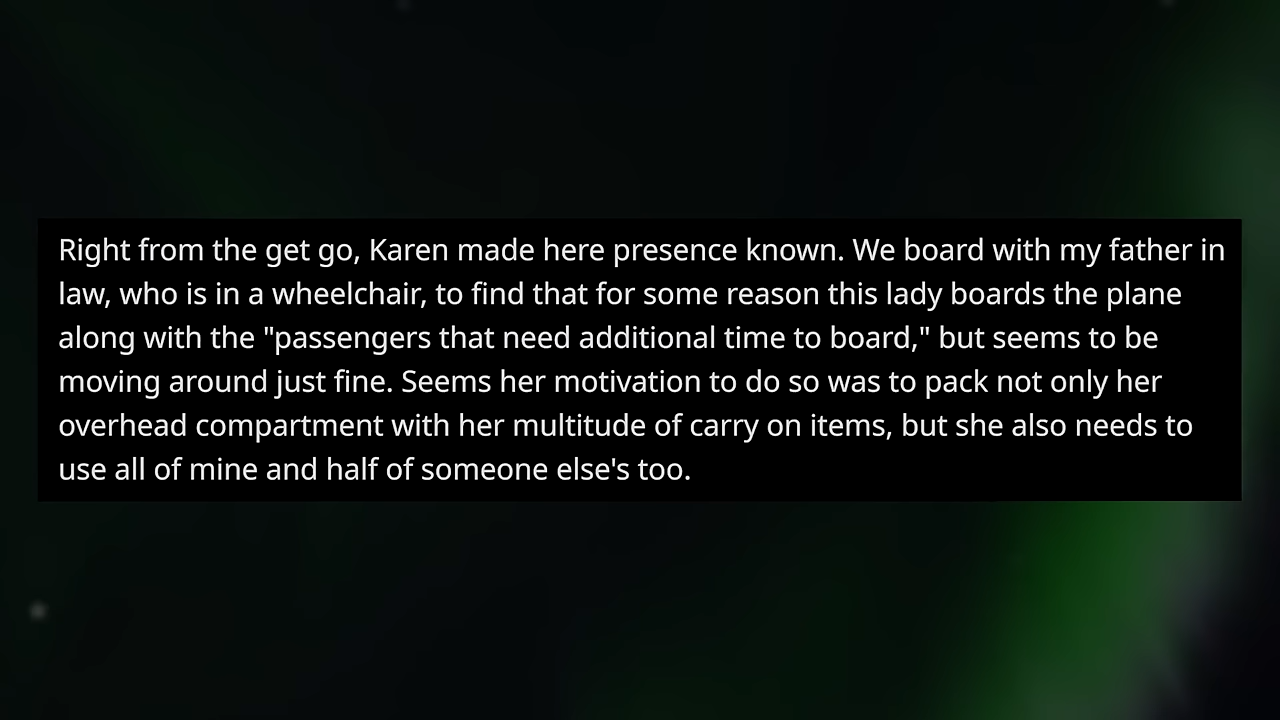 Right from the get go, Karen made here presence known. We board with my father in
law, who is in a wheelchair, to find that for some reason this lady boards the plane
along with the "passengers that need additional time to board," but seems to be
moving around just fine. Seems her motivation to do so was to pack not only her
overhead compartment with her multitude of carry on items, but she also needs to
use all of mine and half of someone else's too.